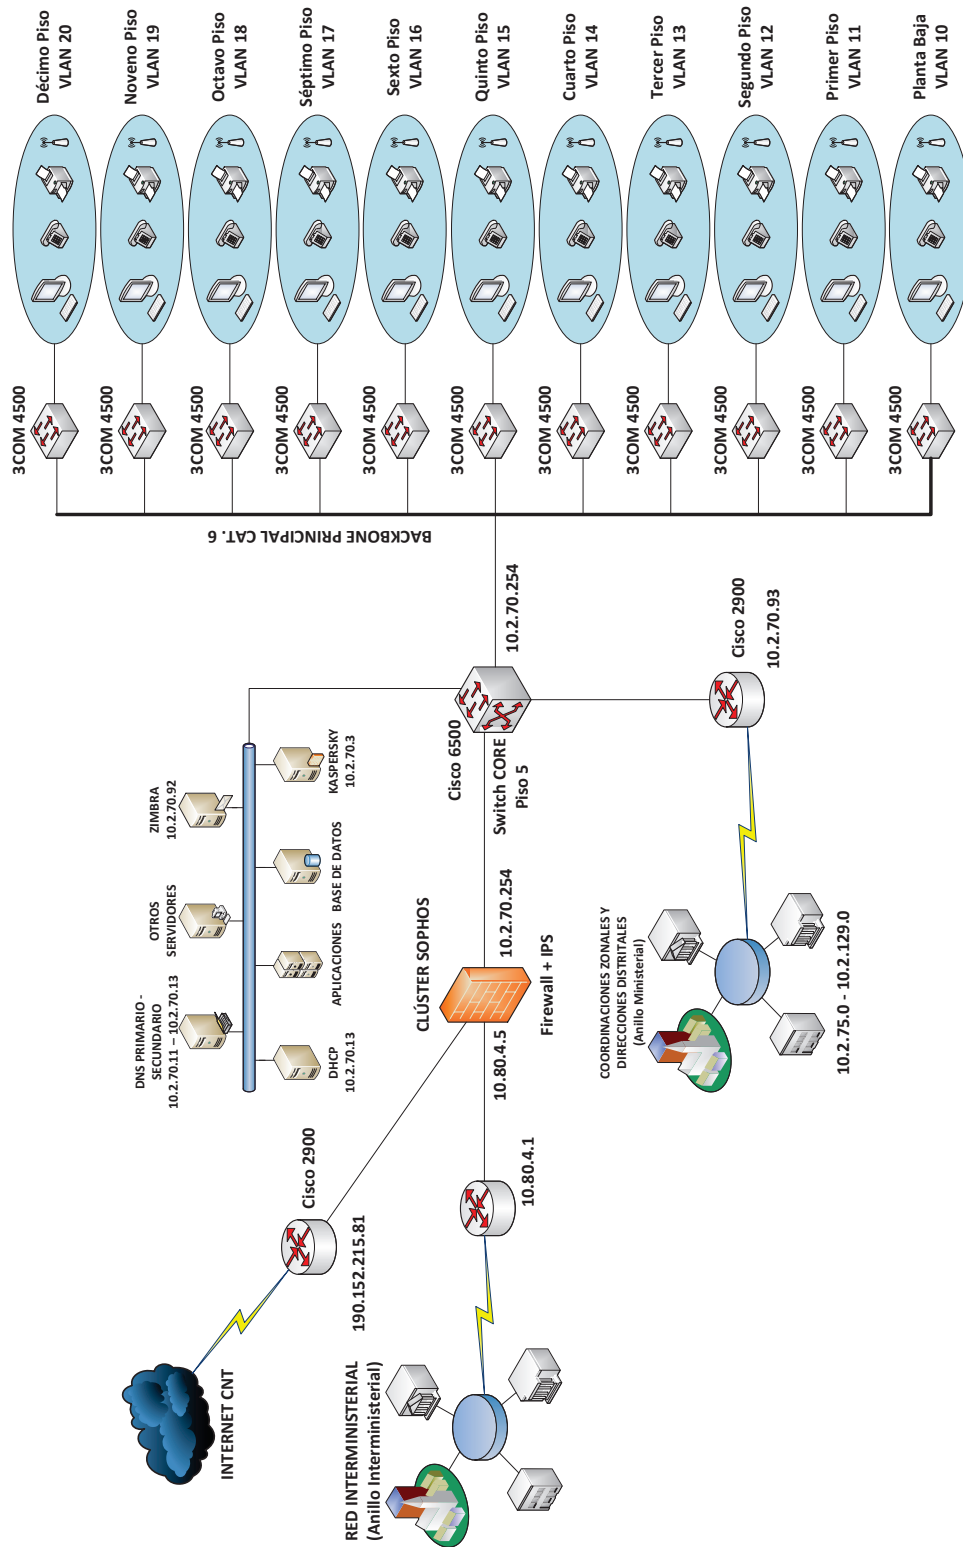 INTERNET CNT
Cisco 2900
190.152.215.81
RED INTERMINISTERIAL
(Anillo Interministerial)
10.80.4.1
10.80.4.5
CLÚSTER SOPHOS
Firewall + IPS
10.2.70.254
DNS PRIMARIO -
SECUNDARIO
10.2.70.11 – 10.2.70.13
OTROS
SERVIDORES
ZIMBRA
10.2.70.92
DHCP
10.2.70.13
APLICACIONES
BASE DE DATOS
KASPERSKY
10.2.70.3
Cisco 6500
Switch CORE
Piso 5
10.2.70.254
Cisco 2900
10.2.70.93
COORDINACIONES ZONALES Y
DIRECCIONES DISTRITALES
(Anillo Ministerial)
10.2.75.0 - 10.2.129.0
BACKBONE PRINCIPAL CAT. 6
3COM 4500
Décimo Piso
VLAN 20
3COM 4500
Noveno Piso
VLAN 19
3COM 4500
Octavo Piso
VLAN 18
3COM 4500
Séptimo Piso
VLAN 17
3COM 4500
Sexto Piso
VLAN 16
3COM 4500
Quinto Piso
VLAN 15
3COM 4500
Cuarto Piso
VLAN 14
3COM 4500
Tercer Piso
VLAN 13
3COM 4500
Segundo Piso
VLAN 12
3COM 4500
Primer Piso
VLAN 11
3COM 4500
Planta Baja
VLAN 10